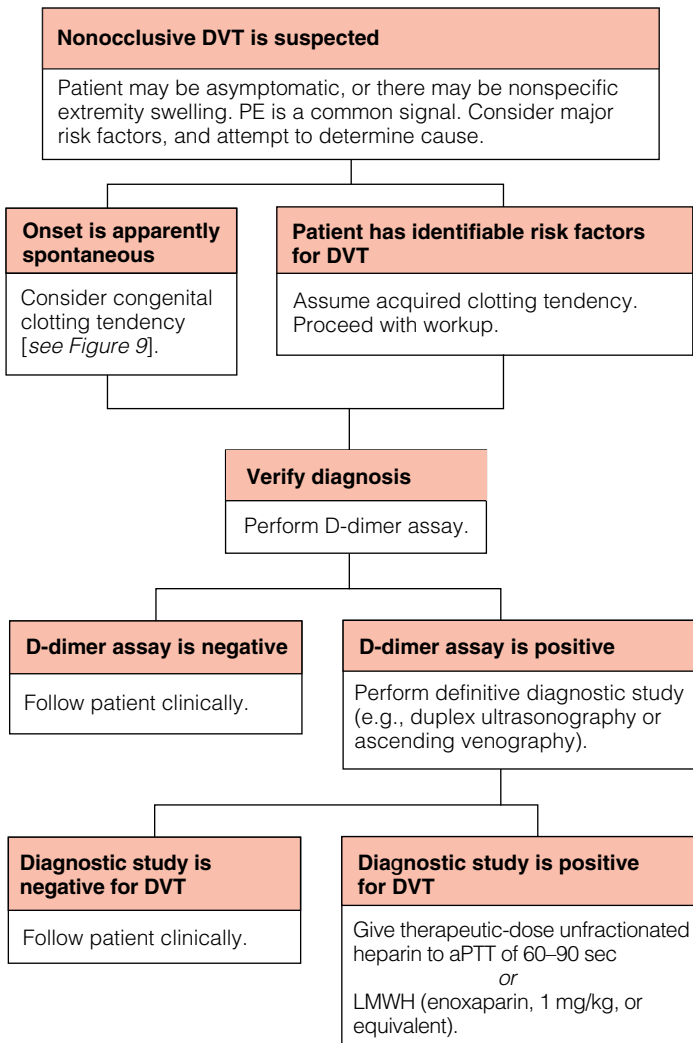 Nonocclusive DVT is suspected
Patient may be asymptomatic, or there may be nonspecific
extremity swelling. PE is a common signal. Consider major
risk factors, and attempt to determine cause.
Onset is apparently
spontaneous
Consider congenital
clotting tendency
[see Figure 9].
Patient has identifiable risk factors
for DVT
Assume acquired clotting tendency.
Proceed with workup.
Verify diagnosis
Perform D-dimer assay.
D-dimer assay is negative
Follow patient clinically.
D-dimer assay is positive
Perform definitive diagnostic study
(e.g., duplex ultrasonography or
ascending venography).
Diagnostic study is
negative for DVT
Follow patient clinically.
Diagnostic study is positive
for DVT
Give therapeutic-dose unfractionated
heparin to aPTT of 60–90 sec
or
LMWH (enoxaparin, 1 mg/kg, or
equivalent).